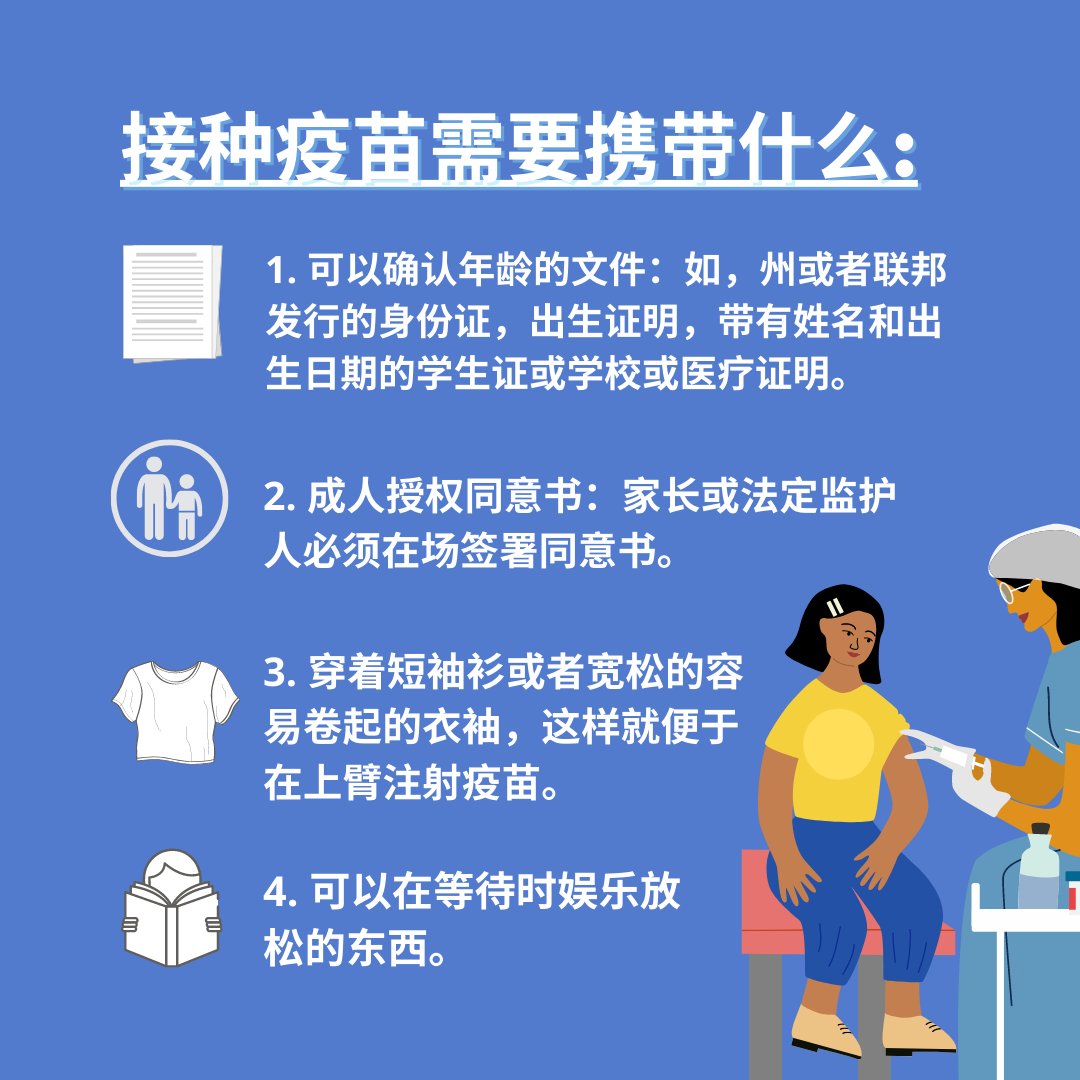 接种疫苗需要携带什么:
1. 可以确认年龄的文件：如，州或者联邦
发行的身份证，出生证明，带有姓名和出
生日期的学生证或学校或医疗证明。
2. 成人授权同意书：家长或法定监护
人必须在场签署同意书。
3. 穿着短袖衫或者宽松的容
易卷起的衣袖，这样就便于
在上臂注射疫苗。
4. 可以在等待时娱乐放
松的东西。